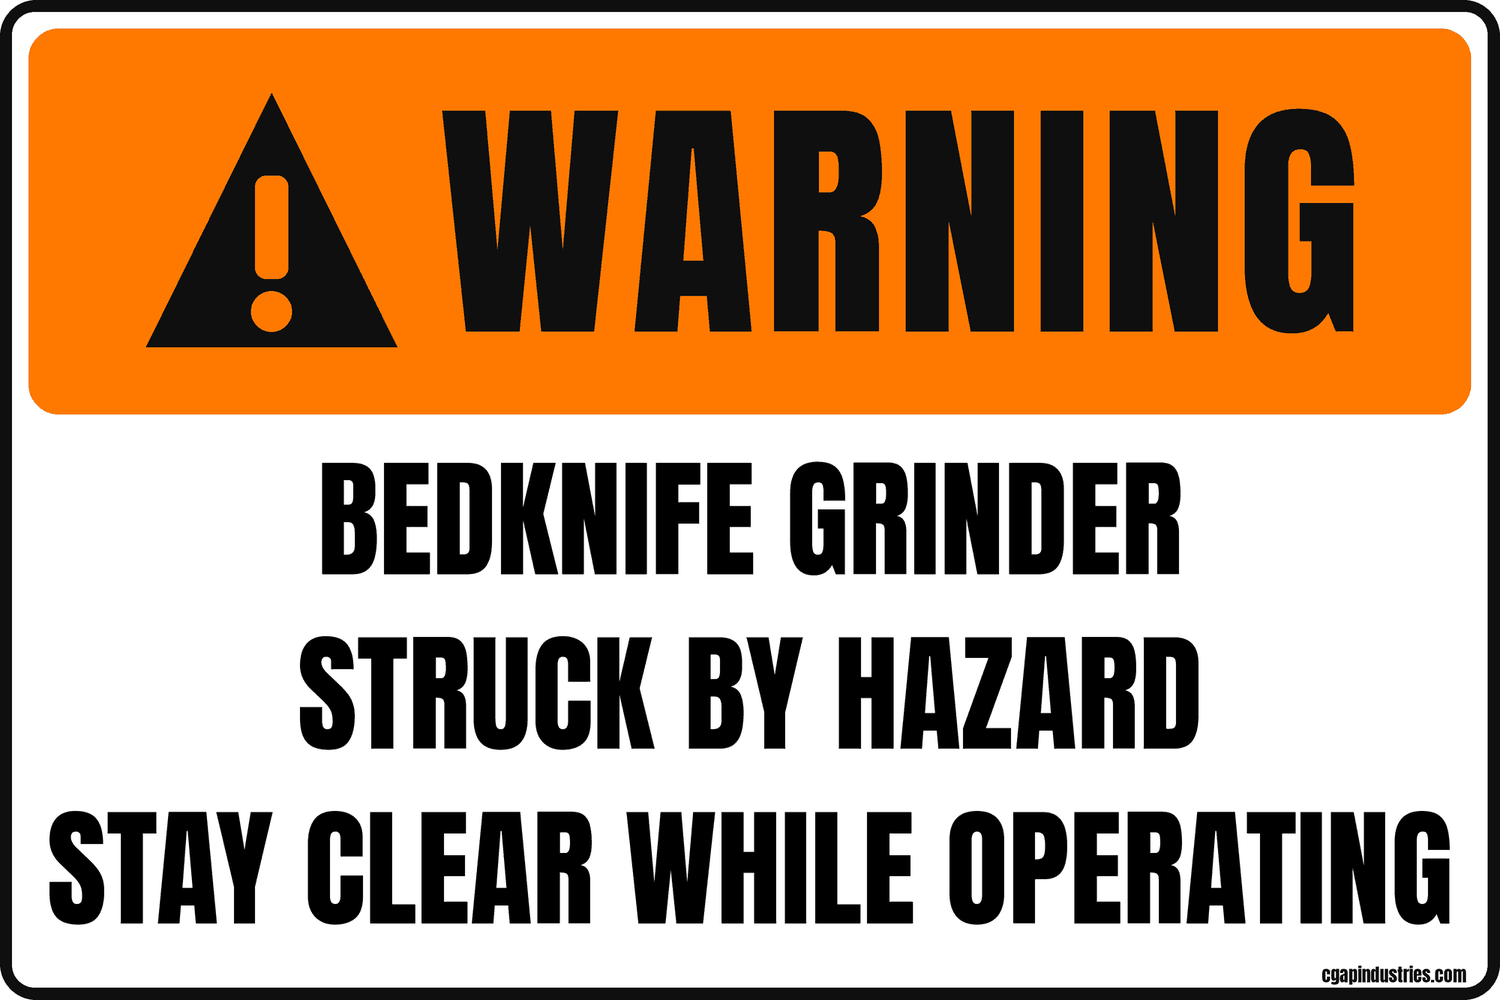 WARNING
BEDKNIFE GRINDER
STRUCK BY HAZARD
STAY CLEAR WHILE OPERATING
cgapindustries.com